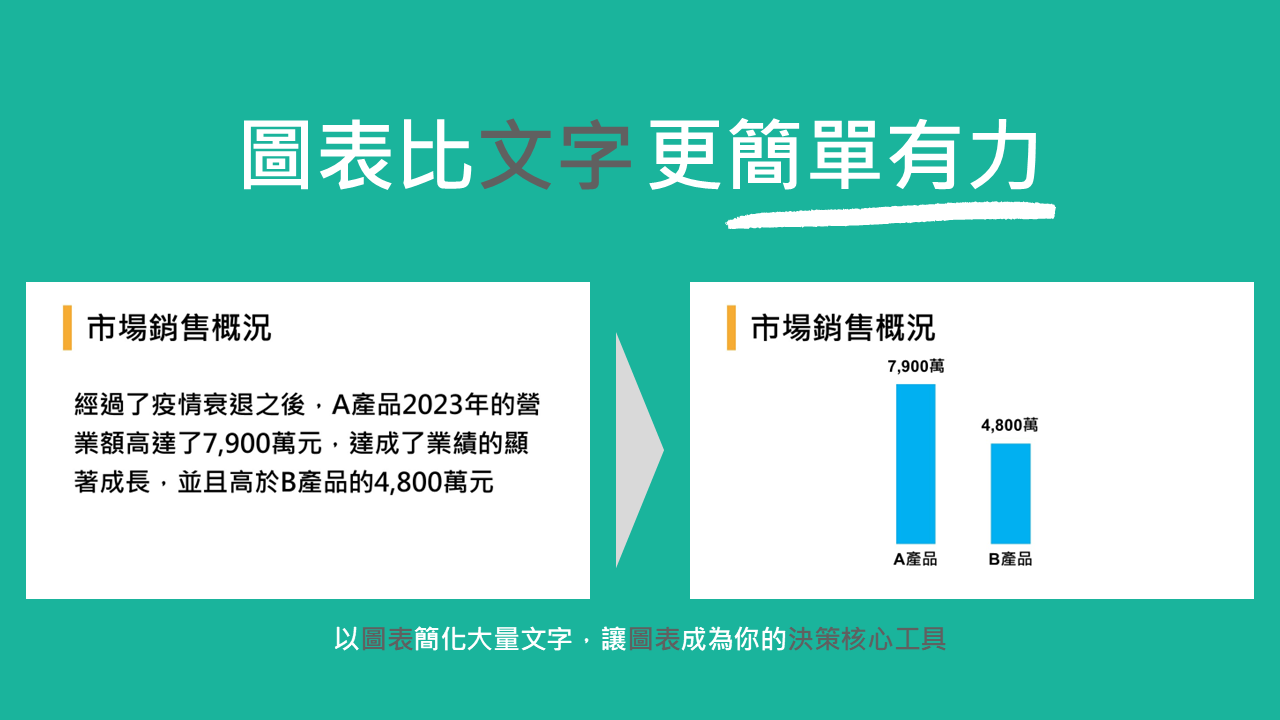 圖表比文字更簡單有力
市場銷售概況
經過了疫情衰退之後，A產品2023年的營
業額高達了7,900萬元，達成了業績的顯
著成長，並且高於B產品的4,800萬元
市場銷售概況
7,900萬
4,800萬
A產品
B產品
以圖表簡化大量文字，讓圖表成為你的決策核心工具